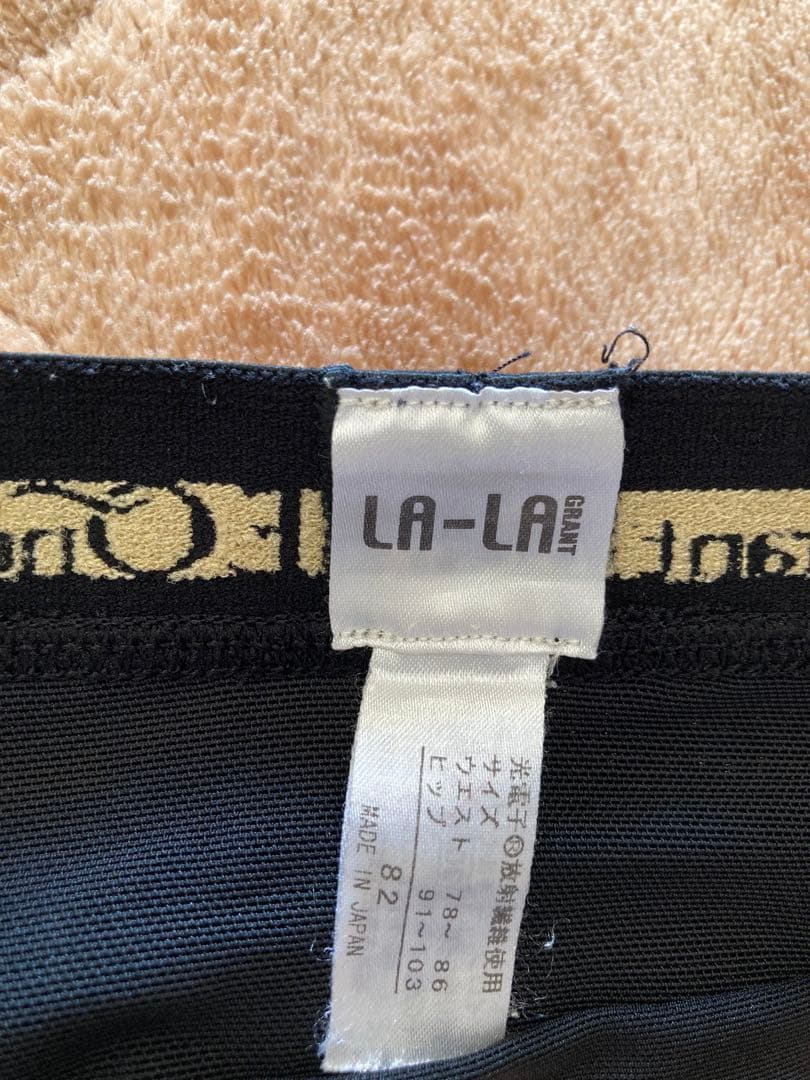 LA-LA
GRANT
光電子®放射繊維使用
サイズ
ウエスト 78～86
ヒップ 91～103
82
MADE IN JAPAN